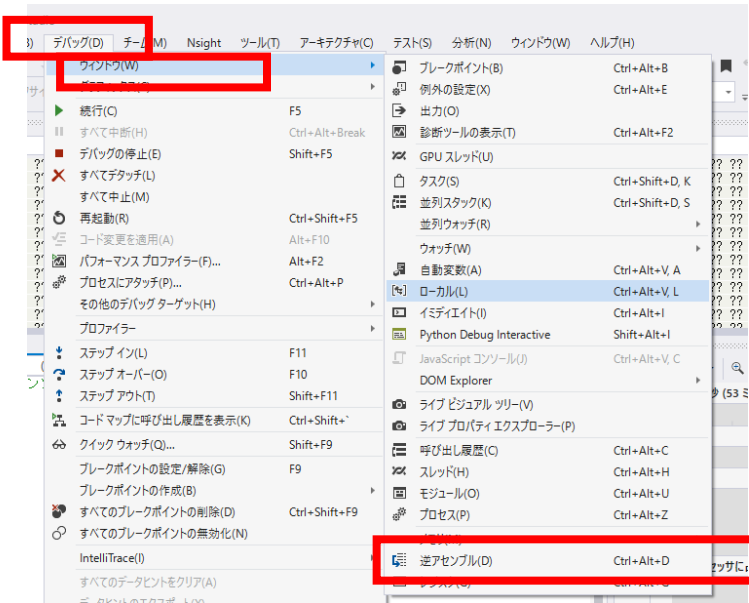 デバッグ(D) チーム(M) Nsight ツール(T) アーキテクチャ(C) テスト(S) 分析(N) ウィンドウ(W) ヘルプ(H)
ウィンドウ(W)
続行(C) F5
すべて中断(H) Ctrl+Alt+Break
デバッグの停止(E) Shift+F5
すべてデタッチ(L)
すべて中止(M)
再起動(R) Ctrl+Shift+F5
コード変更を適用(A) Alt+F10
パフォーマンス プロファイラー(F)... Alt+F2
プロセスにアタッチ(P)... Ctrl+Alt+P
その他のデバッグ ターゲット(H)
プロファイラー
ステップ イン(L) F11
ステップ オーバー(O) F10
ステップ アウト(T) Shift+F11
コード マップに呼び出し履歴を表示(K) Ctrl+Shift+`
クイック ウォッチ(Q)... Shift+F9
ブレークポイントの設定/解除(G) F9
ブレークポイントの作成(B)
すべてのブレークポイントの削除(D) Ctrl+Shift+F9
すべてのブレークポイントの無効化(N)
IntelliTrace(I)
すべてのデータヒントをクリア(A)
ブレークポイント(B) Ctrl+Alt+B
例外の設定(X) Ctrl+Alt+E
出力(O)
診断ツールの表示(T) Ctrl+Alt+F2
GPU スレッド(U)
タスク(S) Ctrl+Shift+D, K
並列スタック(K) Ctrl+Shift+D, S
並列ウォッチ(R)
ウォッチ(W)
自動変数(A) Ctrl+Alt+V, A
ローカル(L) Ctrl+Alt+V, L
イミディエイト(I) Ctrl+Alt+I
Python Debug Interactive Shift+Alt+I
JavaScript コンソール(J) Ctrl+Alt+V, C
DOM Explorer
ライブ ビジュアル ツリー(V)
ライブ プロパティ エクスプローラー(P)
呼び出し履歴(C) Ctrl+Alt+C
スレッド(H) Ctrl+Alt+H
モジュール(O) Ctrl+Alt+U
プロセス(P) Ctrl+Alt+Z
逆アセンブル(D) Ctrl+Alt+D
?? ??
?? ??
?? ??
?? ??
?? ??
?? ??
?? ??
?? ??
?? ??
?? ??
?? ??
?? ??
(53 ミ